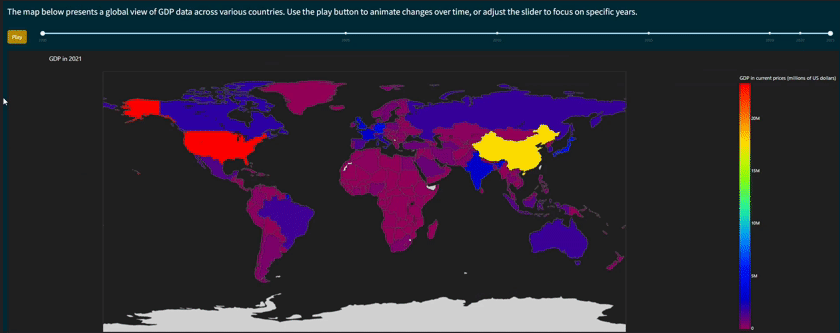 The map below presents a global view of GDP data across various countries. Use the play button to animate changes over time, or adjust the slider to focus on specific years.
Play
GDP in 2021
GDP in current prices (millions of US dollars)
20M
15M
10M
5M
0